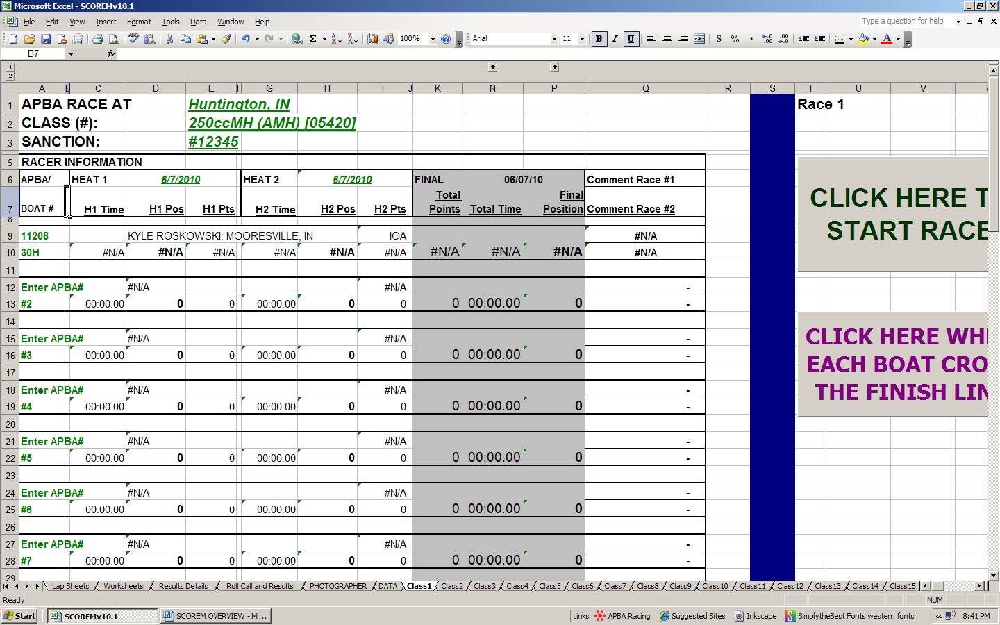 Microsoft Excel - SCOREMv10.1
File Edit View Insert Format Tools Data Window Help Type a question for help
100% Arial 11 B I U $ % ,
B7 fx
1
2
A B C D E F G H I J K N P Q R S T U V
1 APBA RACE AT Huntington, IN Race 1
2 CLASS (#): 250ccMH (AMH) [05420]
3 SANCTION: #12345
5 RACER INFORMATION
6 APBA/ HEAT 1 6/7/2010 HEAT 2 6/7/2010 FINAL 06/07/10 Comment Race #1
Total Final
7 BOAT # H1 Time H1 Pos H1 Pts H2 Time H2 Pos H2 Pts Points Total Time Position Comment Race #2
8
9 11208 KYLE ROSKOWSKI: MOORESVILLE, IN IOA #N/A
10 30H #N/A #N/A #N/A #N/A #N/A #N/A #N/A #N/A #N/A #N/A
11
12 Enter APBA# #N/A #N/A -
13 #2 00:00.00 0 0 00:00.00 0 0 0 00:00.00 0 -
14
15 Enter APBA# #N/A #N/A -
16 #3 00:00.00 0 0 00:00.00 0 0 0 00:00.00 0 -
17
18 Enter APBA# #N/A #N/A -
19 #4 00:00.00 0 0 00:00.00 0 0 0 00:00.00 0 -
20
21 Enter APBA# #N/A #N/A -
22 #5 00:00.00 0 0 00:00.00 0 0 0 00:00.00 0 -
23
24 Enter APBA# #N/A #N/A -
25 #6 00:00.00 0 0 00:00.00 0 0 0 00:00.00 0 -
26
27 Enter APBA# #N/A #N/A -
28 #7 00:00.00 0 0 00:00.00 0 0 0 00:00.00 0 -
29
CLICK HERE T
START RACE
CLICK HERE WH
EACH BOAT CRO
THE FINISH LIN
Lap Sheets Worksheets Results Details Roll Call and Results PHOTOGRAPHER DATA Class1 Class2 Class3 Class4 Class5 Class6 Class7 Class8 Class9 Class10 Class11 Class12 Class13 Class14 Class15
Ready NUM
Start SCOREMv10.1 SCOREM OVERVIEW - Mi... Links APBA Racing Suggested Sites Inkscape SimplytheBest Fonts western fonts « 8:41 PM